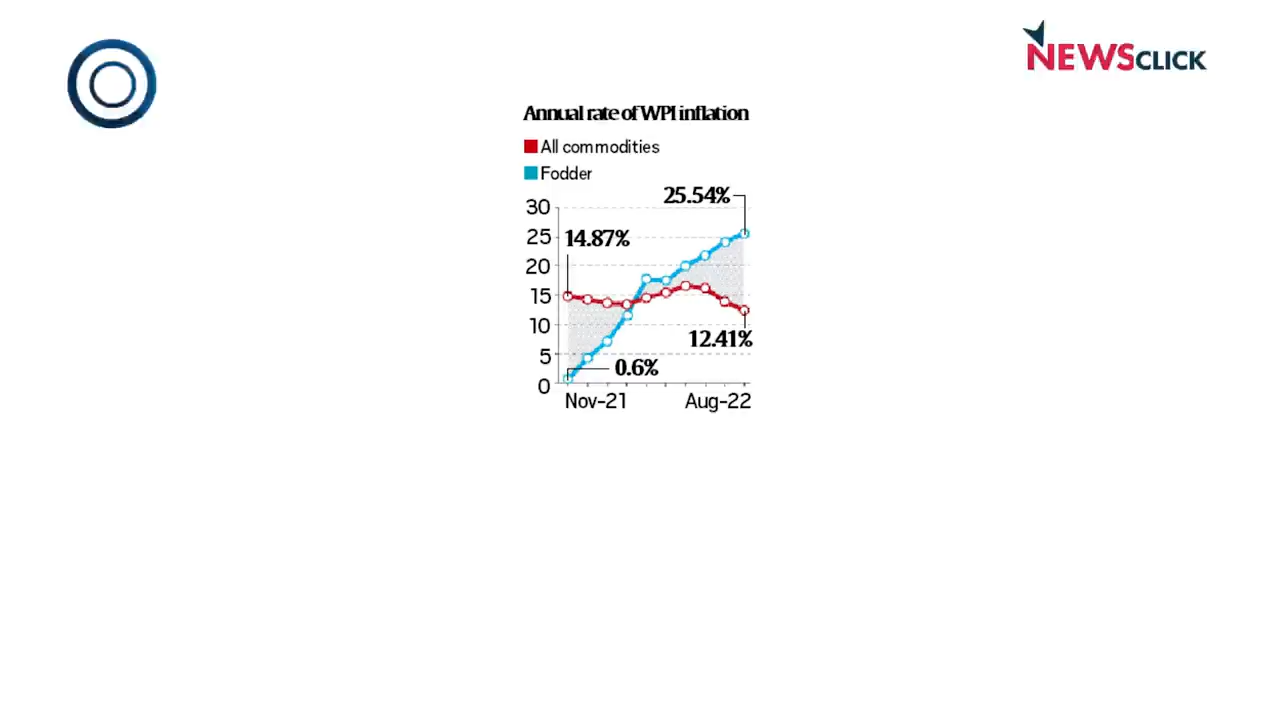 NEWSCLICK
Annual rate of WPI inflation
All commodities
Fodder
25.54%
30
25
14.87%
20
15
10
12.41%
5
0.6%
0
Nov-21
Aug-22